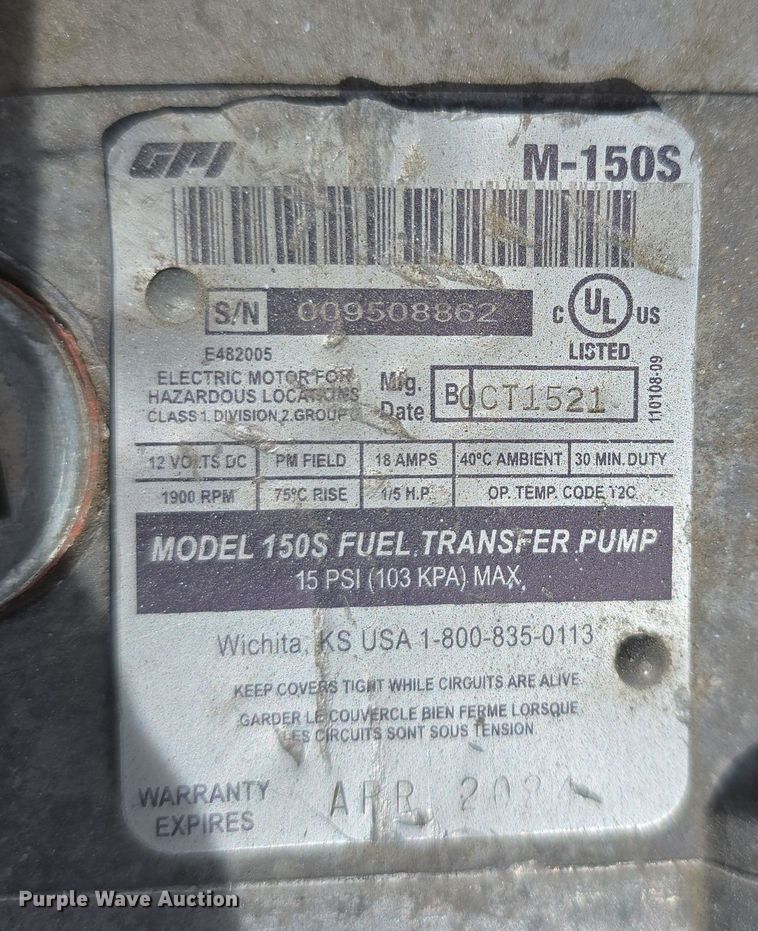 GPI M-150S
S/N 009508862
C UL US
LISTED
E482005
ELECTRIC MOTOR FOR
HAZARDOUS LOCATIONS
CLASS 1. DIVISION 2. GROUP
Mfg.
Date B OCT1521
110108-09
12 VOLTS DC PM FIELD 18 AMPS 40°C AMBIENT 30 MIN. DUTY
1900 RPM 75°C RISE 1/5 H.P. OP. TEMP. CODE T2C
MODEL 150S FUEL TRANSFER PUMP
15 PSI (103 KPA) MAX
Wichita, KS USA 1-800-835-0113
KEEP COVERS TIGHT WHILE CIRCUITS ARE ALIVE
GARDER LE COUVERCLE BIEN FERME LORSQUE
LES CIRCUITS SONT SOUS TENSION
WARRANTY
EXPIRES APR
Purple Wave Auction